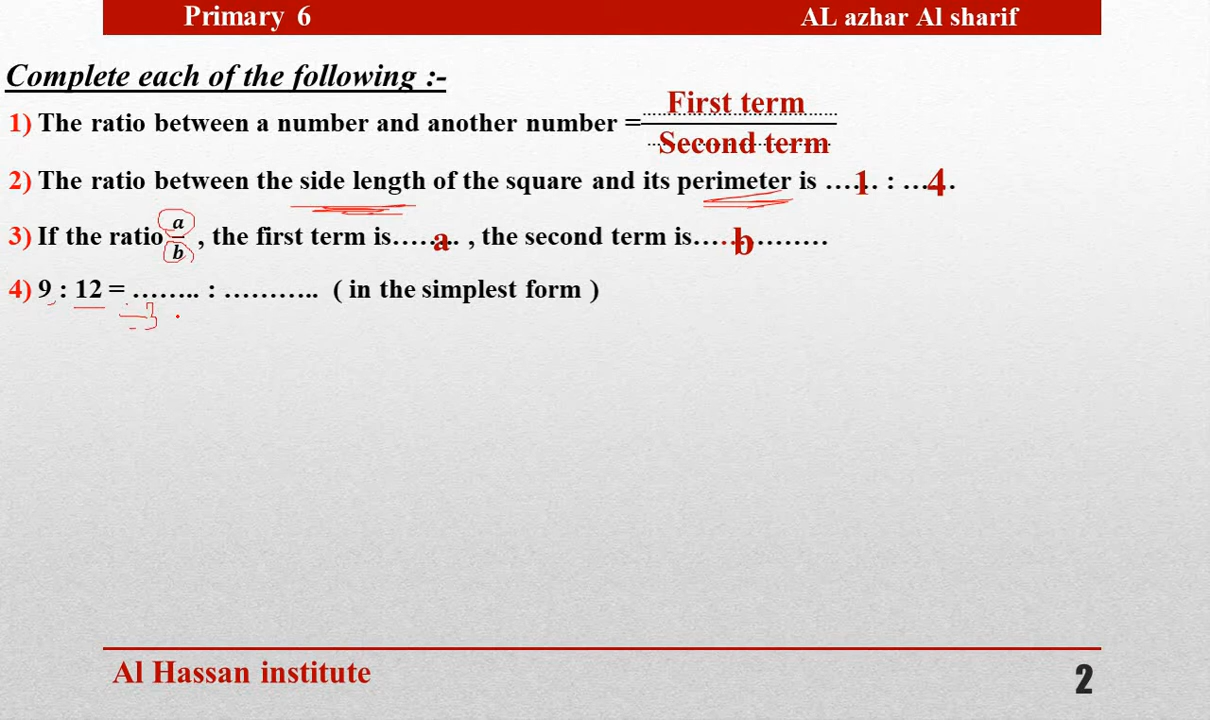 Primary 6 AL azhar Al sharif
Complete each of the following :-
1) The ratio between a number and another number = First term
Second term
2) The ratio between the side length of the square and its perimeter is ...1... : ...4...
3) If the ratio a/b , the first term is....a.... , the second term is....b.........
4) 9 : 12 = ........ : ........... ( in the simplest form )
3
Al Hassan institute 2